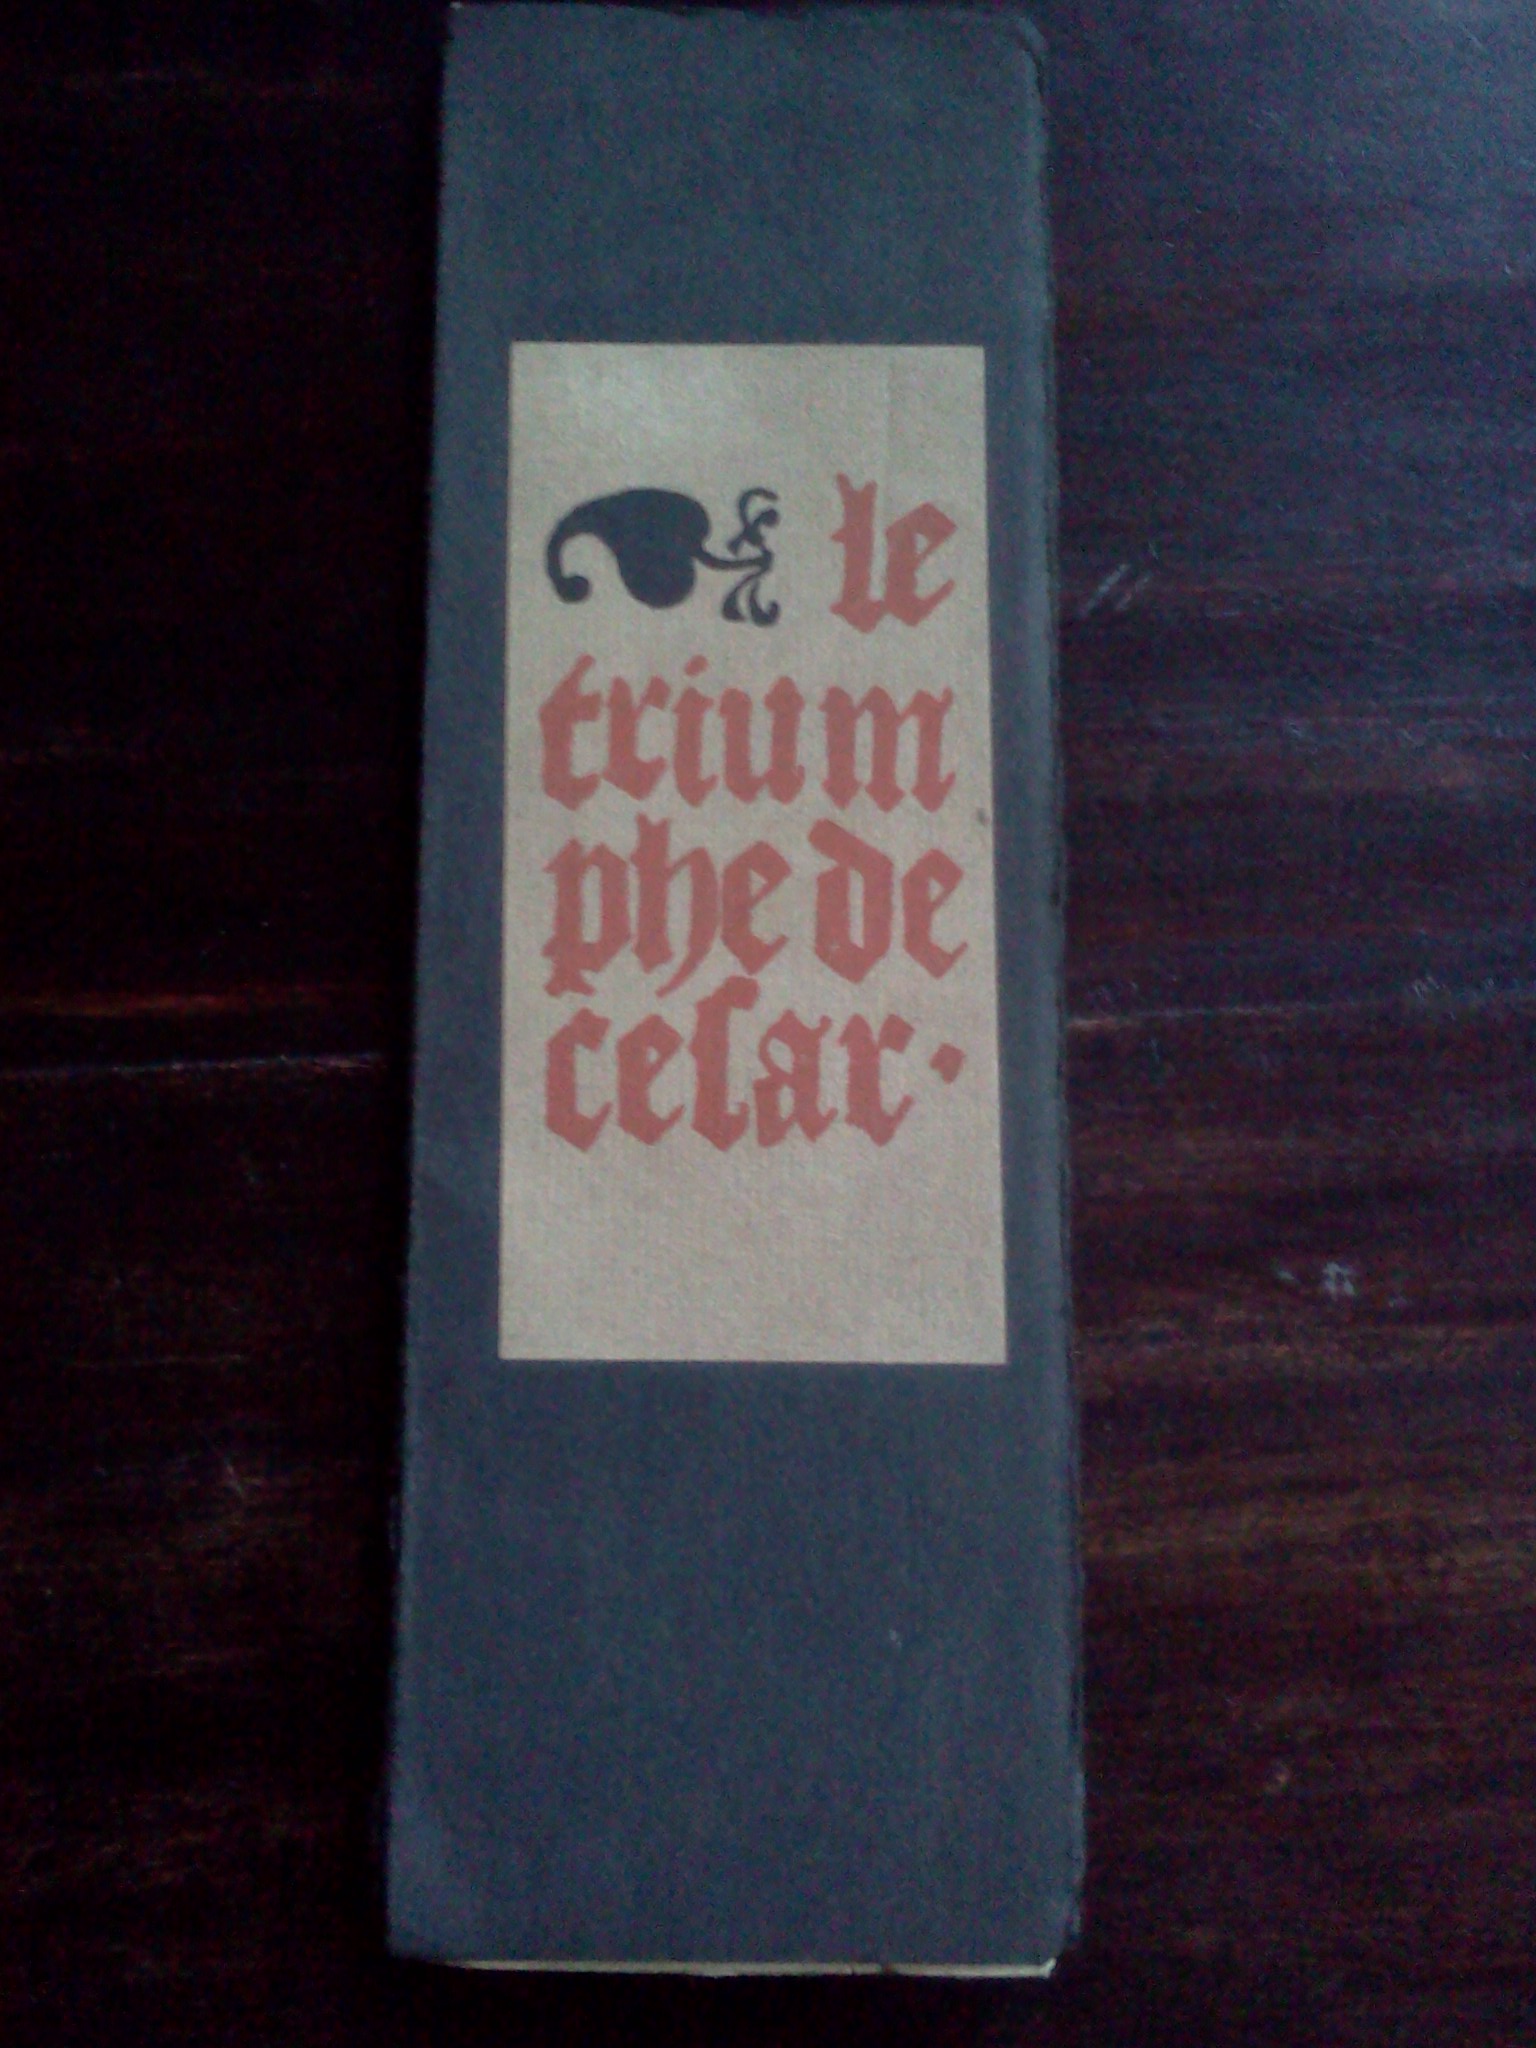 le
trium
phe de
ceſar·